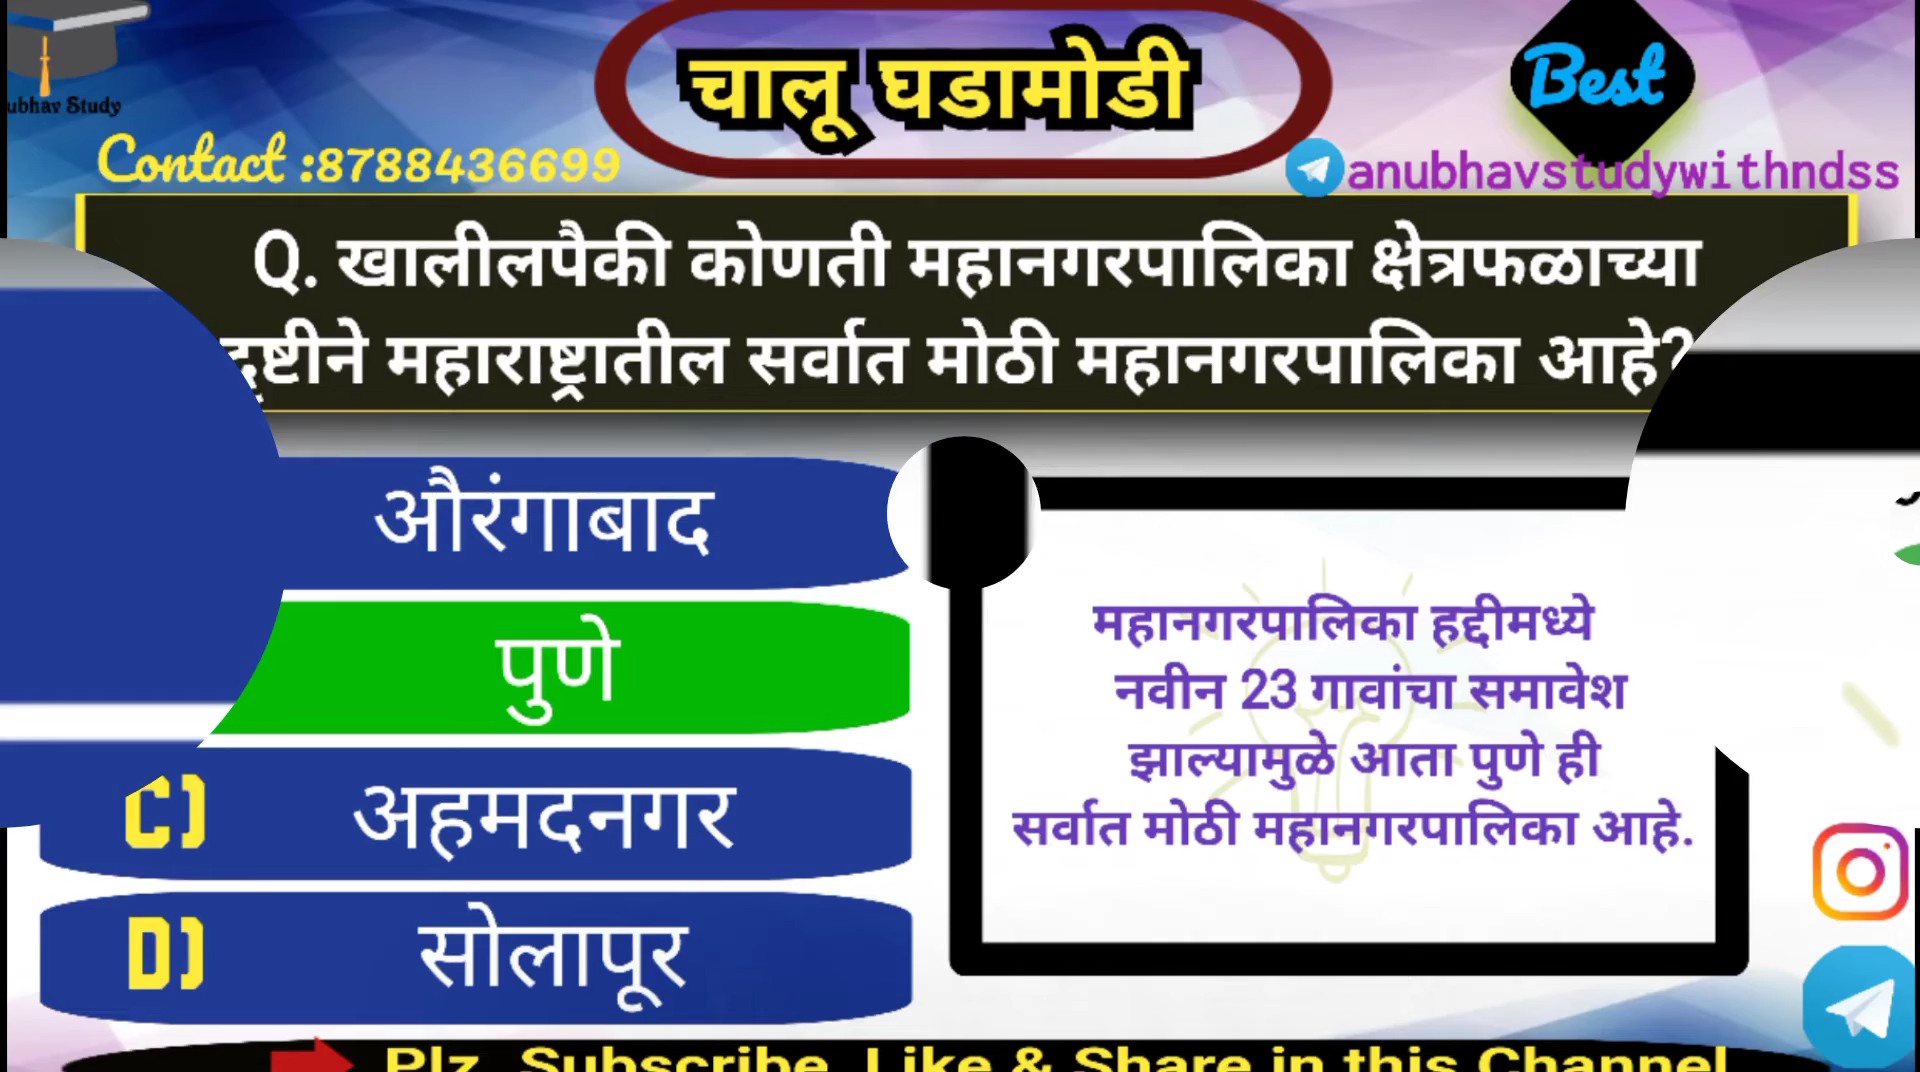 चालू घडामोडी
Best
Study
Contact :8788436699
anubhavstudywithndss
Q. खालीलपैकी कोणती महानगरपालिका क्षेत्रफळाच्या
दृष्टीने महाराष्ट्रातील सर्वात मोठी महानगरपालिका आहे?
औरंगाबाद
पुणे
C) अहमदनगर
D) सोलापूर
महानगरपालिका हद्दीमध्ये
नवीन 23 गावांचा समावेश
झाल्यामुळे आता पुणे ही
सर्वात मोठी महानगरपालिका आहे.
Plz Subscribe Like & Share in this Channel